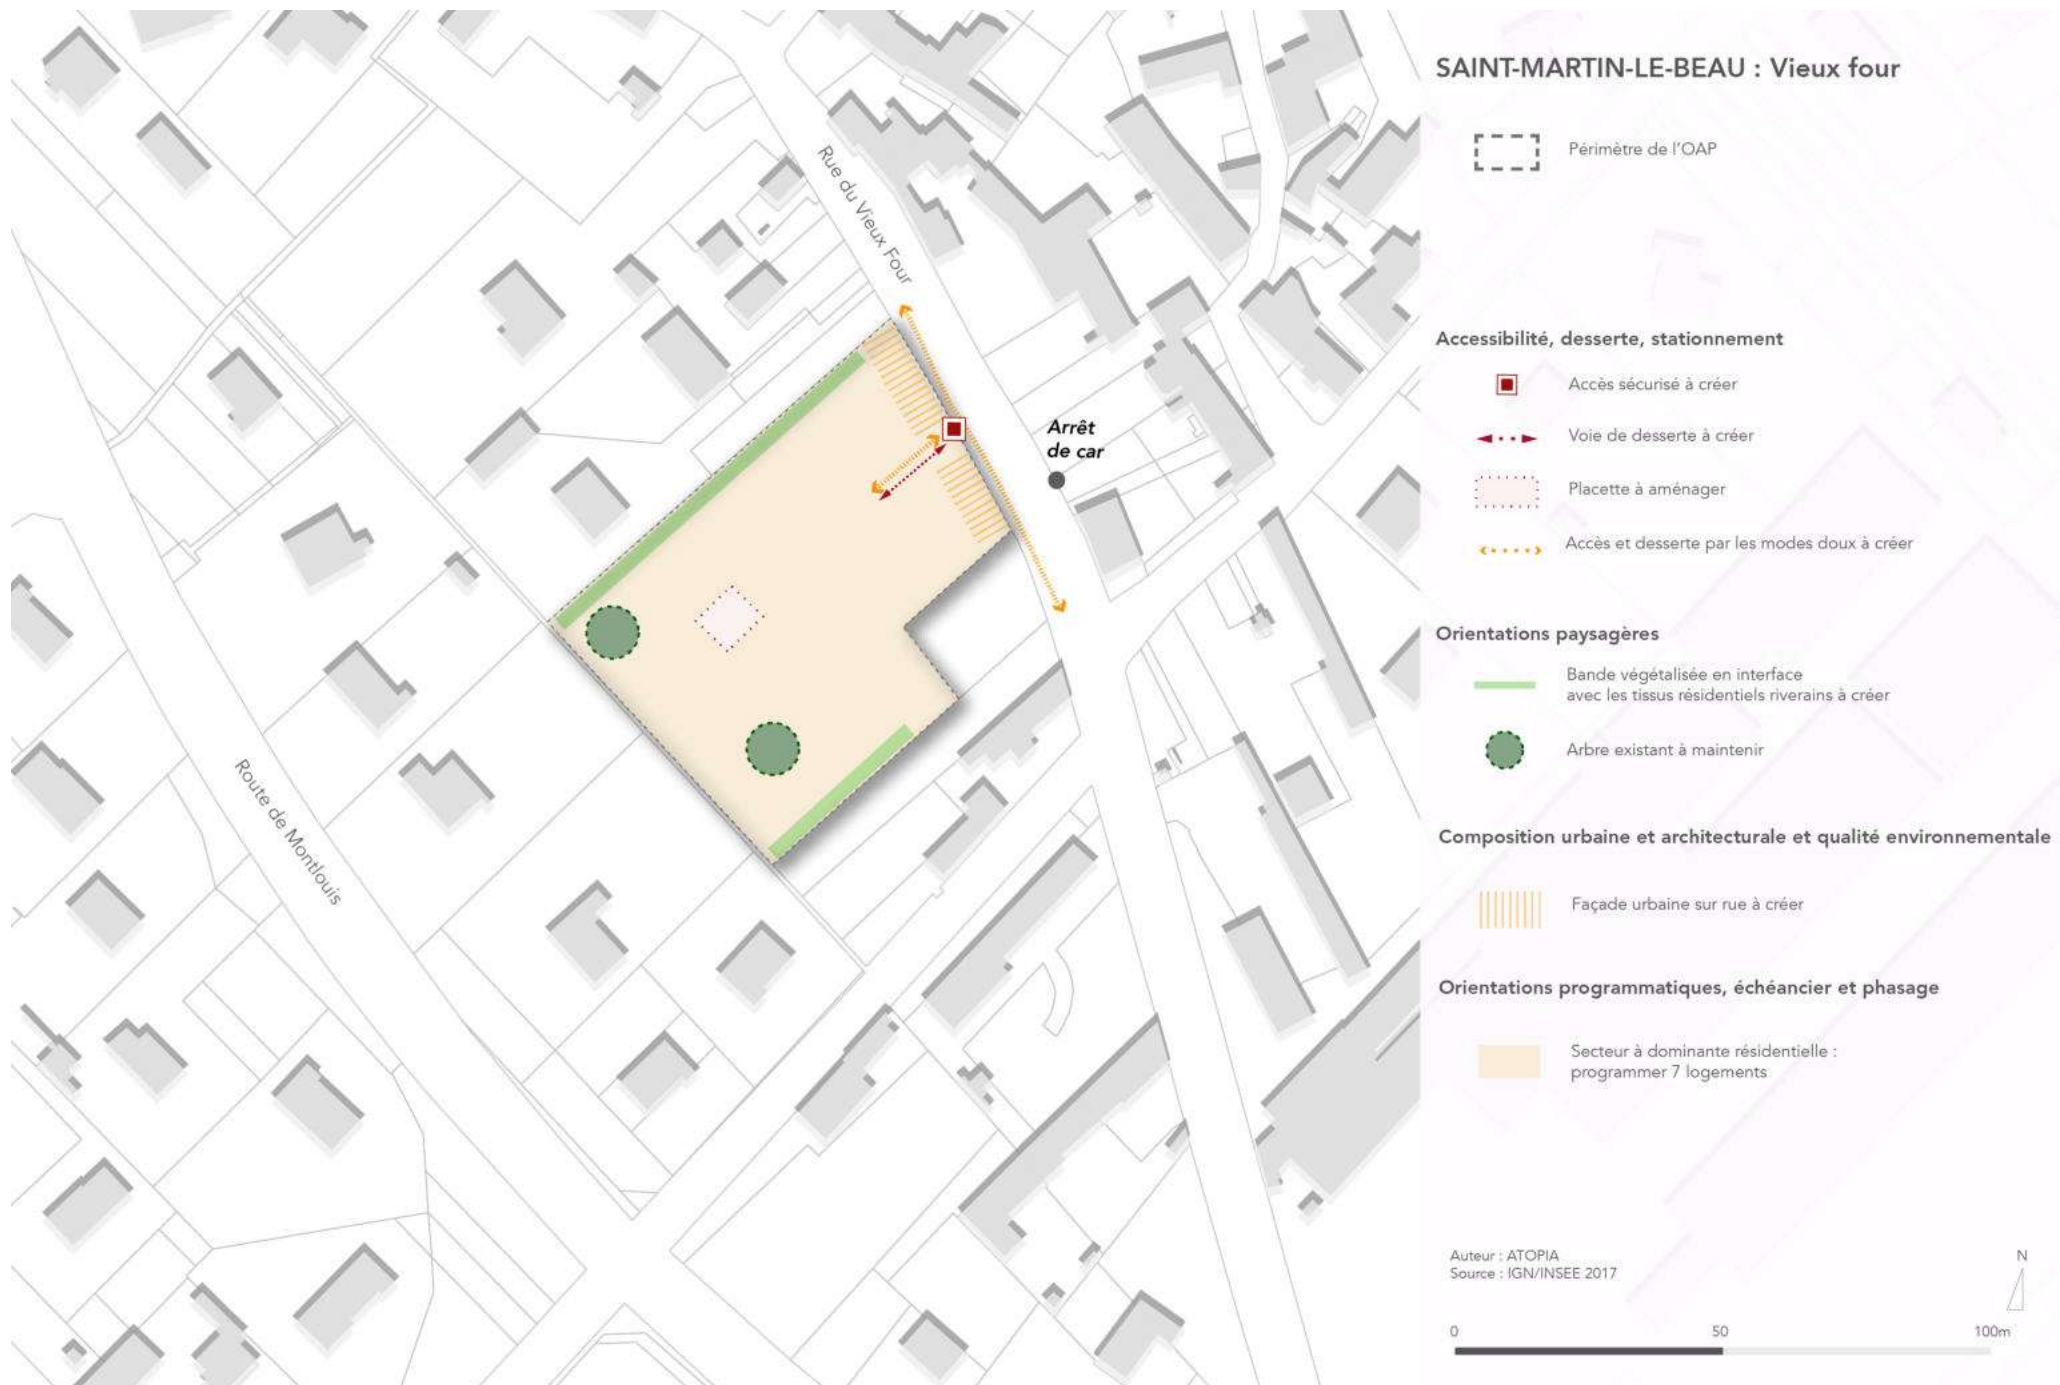 SAINT-MARTIN-LE-BEAU : Vieux four
Périmètre de l'OAP
Accessibilité, desserte, stationnement
Accès sécurisé à créer
Voie de desserte à créer
Placette à aménager
Accès et desserte par les modes doux à créer
Orientations paysagères
Bande végétalisée en interface
avec les tissus résidentiels riverains à créer
Arbre existant à maintenir
Composition urbaine et architecturale et qualité environnementale
Façade urbaine sur rue à créer
Orientations programmatiques, échéancier et phasage
Secteur à dominante résidentielle :
programmer 7 logements
Auteur : ATOPIA
Source : IGN/INSEE 2017
N
0 50 100m
Rue du Vieux Four
Arrêt
de car
Route de Montlouis